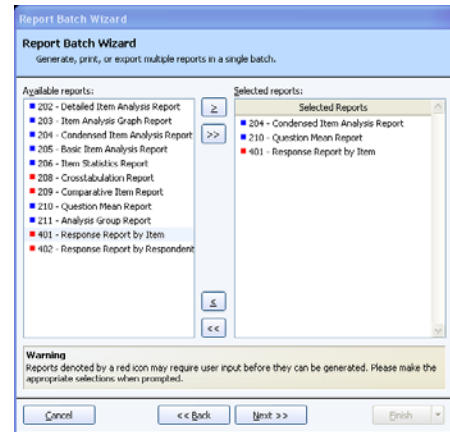 Report Batch Wizard
Report Batch Wizard
Generate, print, or export multiple reports in a single batch.
Available reports:
202 - Detailed Item Analysis Report
203 - Item Analysis Graph Report
204 - Condensed Item Analysis Report
205 - Basic Item Analysis Report
206 - Item Statistics Report
208 - Crosstabulation Report
209 - Comparative Item Report
210 - Question Mean Report
211 - Analysis Group Report
401 - Response Report by Item
402 - Response Report by Respondent
≥
>>
≤
<<
Selected reports:
Selected Reports
204 - Condensed Item Analysis Report
210 - Question Mean Report
401 - Response Report by Item
Warning
Reports denoted by a red icon may require user input before they can be generated. Please make the
appropriate selections when prompted.
Cancel
<< Back
Next >>
Finish